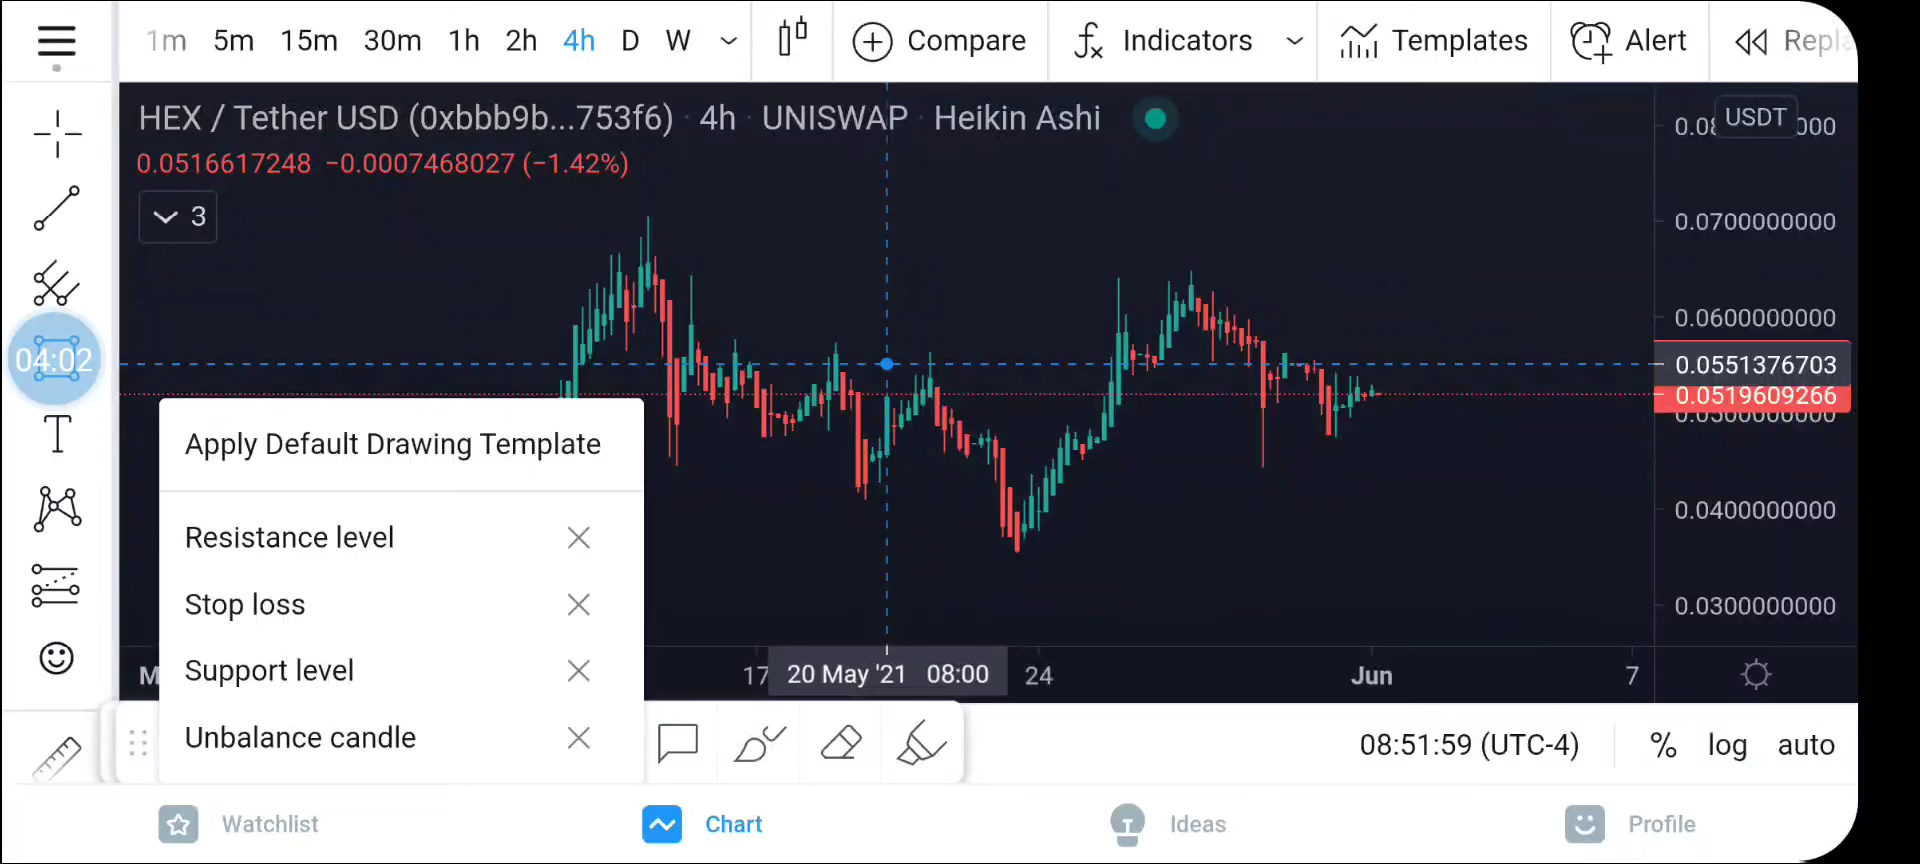 1m 5m 15m 30m 1h 2h 4h D W Compare Indicators Templates Alert Repla
HEX / Tether USD (0xbbb9b...753f6) · 4h · UNISWAP · Heikin Ashi
USDT
0.0516617248 −0.0007468027 (−1.42%)
3
0.0700000000
0.0600000000
0.0551376703
0.0519609266
0.0500000000
0.0400000000
0.0300000000
04:02
Apply Default Drawing Template
Resistance level
Stop loss
Support level
Unbalance candle
M 17 20 May '21 08:00 24 Jun 7
08:51:59 (UTC-4) % log auto
Watchlist Chart Ideas Profile